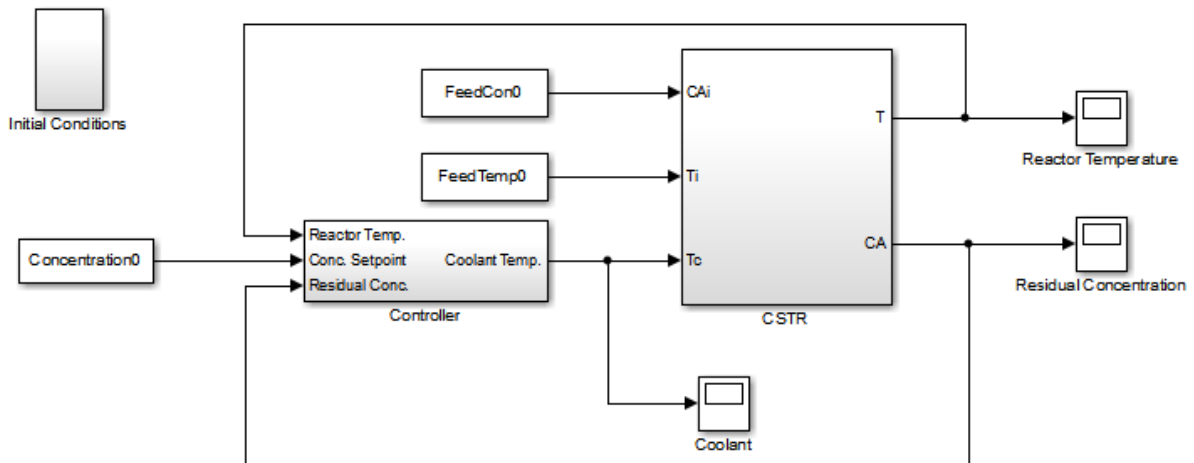 Initial Conditions
FeedCon0
FeedTemp0
Concentration0
Reactor Temp.
Conc. Setpoint
Residual Conc.
Coolant Temp.
Controller
CAi
Ti
Tc
T
CA
CSTR
Reactor Temperature
Residual Concentration
Coolant